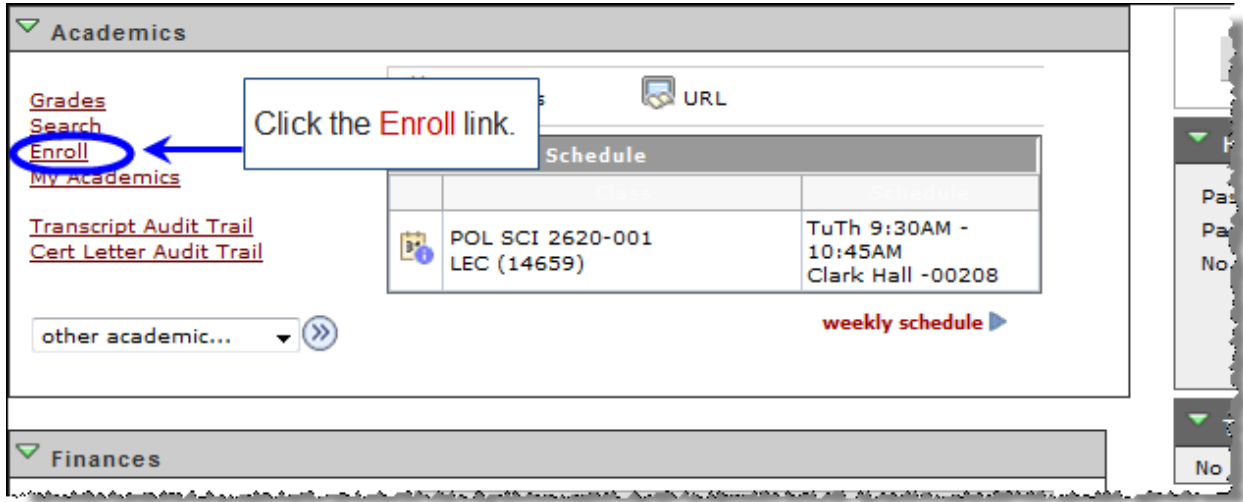 Academics
Grades
Search
Enroll
My Academics
Transcript Audit Trail
Cert Letter Audit Trail
other academic...
Click the Enroll link.
URL
Schedule
Class
Schedule
POL SCI 2620-001
LEC (14659)
TuTh 9:30AM -
10:45AM
Clark Hall -00208
weekly schedule
Finances
No